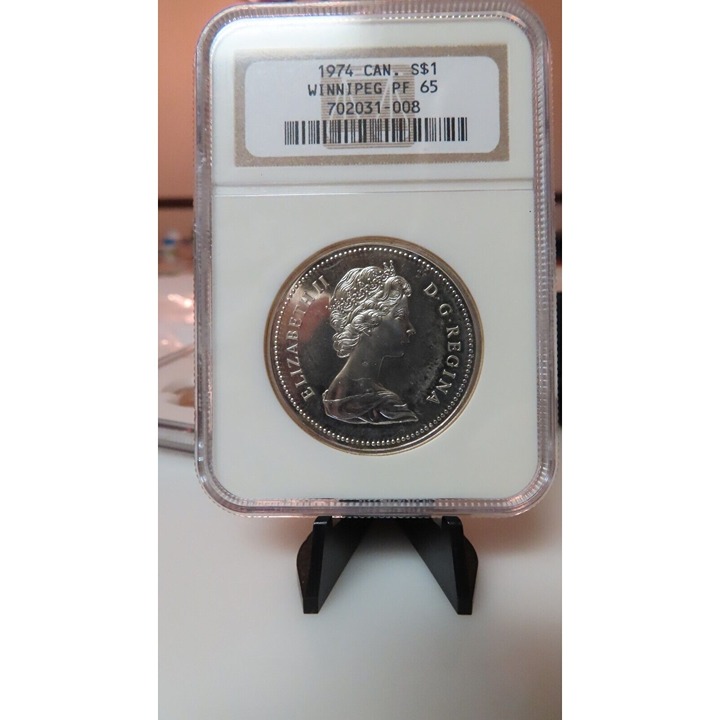 1974 CAN. S$1
WINNIPEG PF 65
702031-008
ELIZABETH II D·G·REGINA